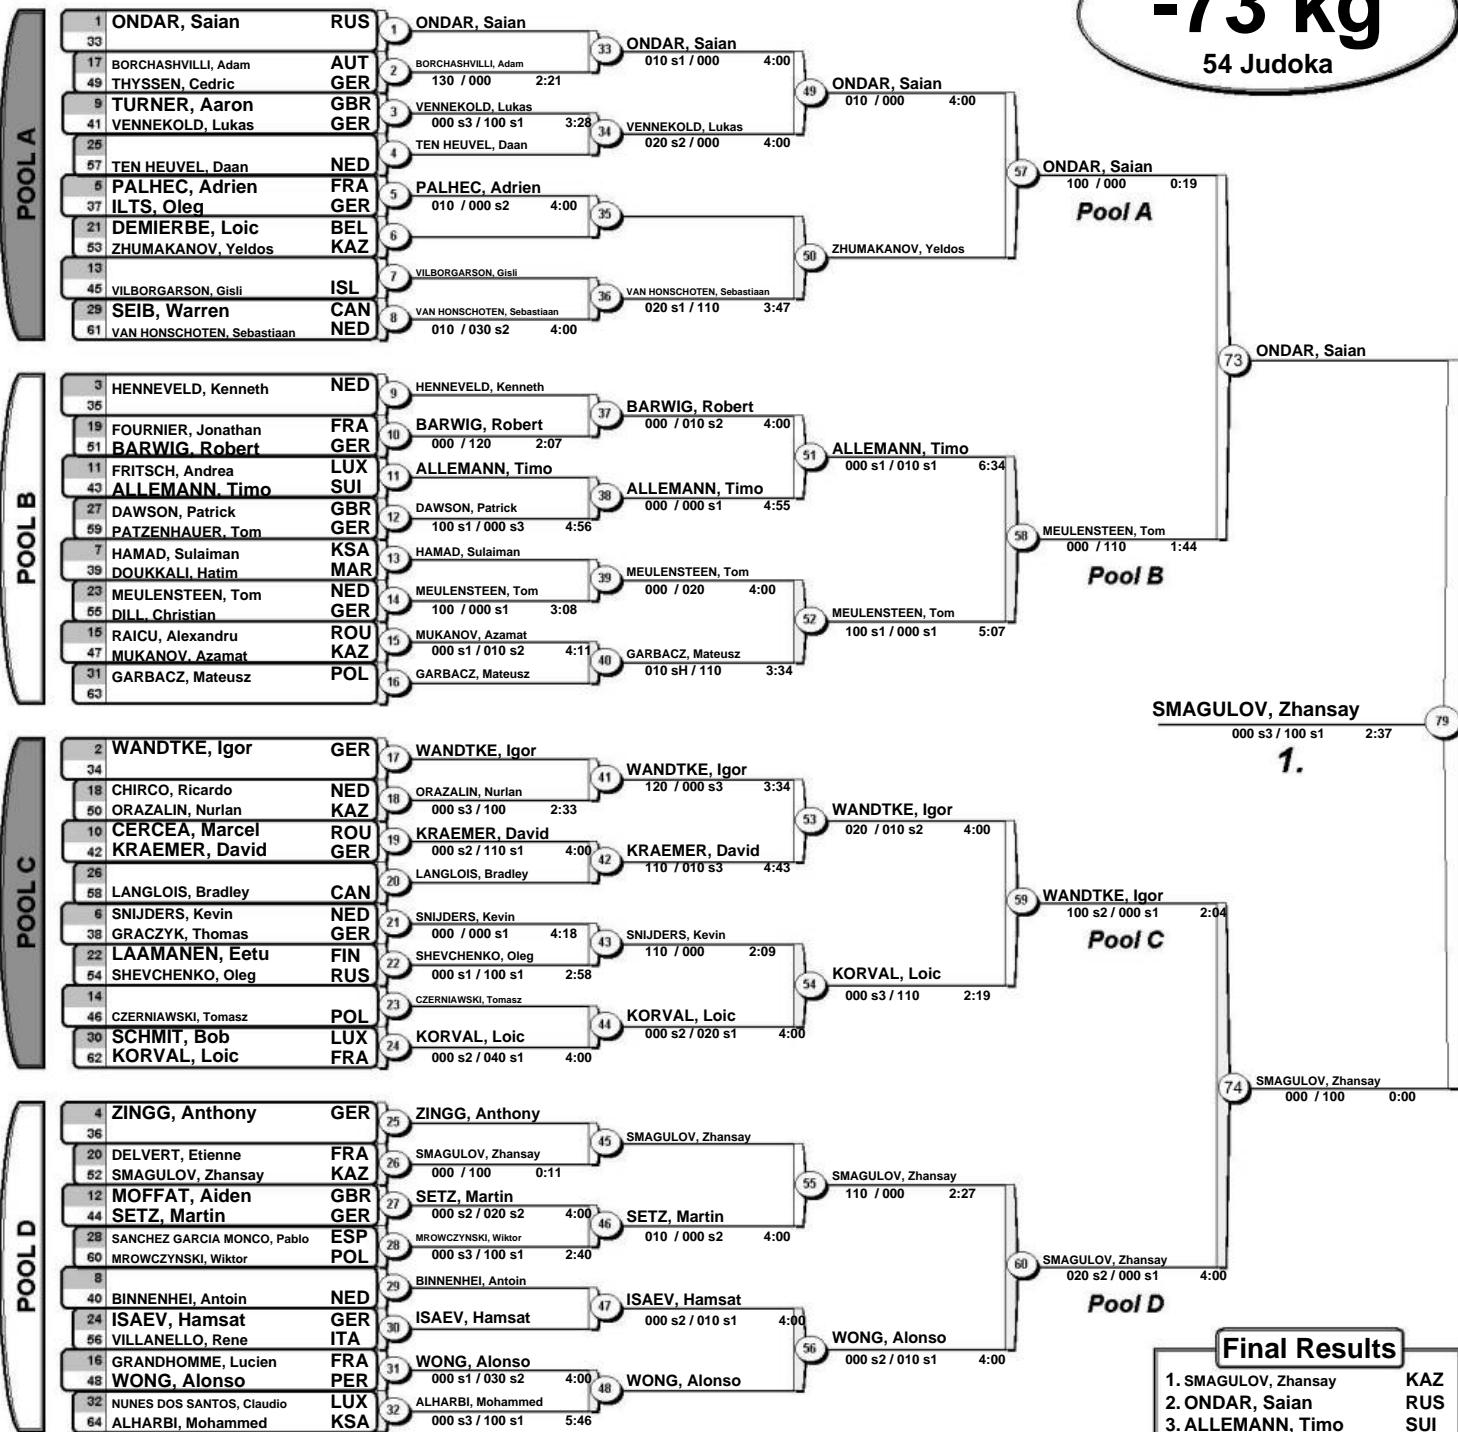 -73 kg
54 Judoka
POOL A
1 ONDAR, Saian RUS
33
17 BORCHASHVILLI, Adam AUT
49 THYSSEN, Cedric GER
9 TURNER, Aaron GBR
41 VENNEKOLD, Lukas GER
25
57 TEN HEUVEL, Daan NED
5 PALHEC, Adrien FRA
37 ILTS, Oleg GER
21 DEMIERBE, Loic BEL
53 ZHUMAKANOV, Yeldos KAZ
13
45 VILBORGARSON, Gisli ISL
29 SEIB, Warren CAN
61 VAN HONSCHOTEN, Sebastiaan NED
1 ONDAR, Saian
2 BORCHASHVILLI, Adam
130 / 000 2:21
3 VENNEKOLD, Lukas
000 s3 / 100 s1 3:28
4 TEN HEUVEL, Daan
5 PALHEC, Adrien
010 / 000 s2 4:00
6
7 VILBORGARSON, Gisli
8 VAN HONSCHOTEN, Sebastiaan
010 / 030 s2 4:00
33 ONDAR, Saian
010 s1 / 000 4:00
34 VENNEKOLD, Lukas
020 s2 / 000 4:00
35
36 VAN HONSCHOTEN, Sebastiaan
020 s1 / 110 3:47
49 ONDAR, Saian
010 / 000 4:00
50 ZHUMAKANOV, Yeldos
57 ONDAR, Saian
100 / 000 0:19
Pool A
POOL B
3 HENNEVELD, Kenneth NED
35
19 FOURNIER, Jonathan FRA
51 BARWIG, Robert GER
11 FRITSCH, Andrea LUX
43 ALLEMANN, Timo SUI
27 DAWSON, Patrick GBR
59 PATZENHAUER, Tom GER
7 HAMAD, Sulaiman KSA
39 DOUKKALI, Hatim MAR
23 MEULENSTEEN, Tom NED
55 DILL, Christian GER
15 RAICU, Alexandru ROU
47 MUKANOV, Azamat KAZ
31 GARBACZ, Mateusz POL
63
9 HENNEVELD, Kenneth
10 BARWIG, Robert
000 / 120 2:07
11 ALLEMANN, Timo
12 DAWSON, Patrick
100 s1 / 000 s3 4:56
13 HAMAD, Sulaiman
14 MEULENSTEEN, Tom
100 / 000 s1 3:08
15 MUKANOV, Azamat
000 s1 / 010 s2 4:11
16 GARBACZ, Mateusz
37 BARWIG, Robert
000 / 010 s2 4:00
38 ALLEMANN, Timo
000 / 000 s1 4:55
39 MEULENSTEEN, Tom
000 / 020 4:00
40 GARBACZ, Mateusz
010 sH / 110 3:34
51 ALLEMANN, Timo
000 s1 / 010 s1 6:34
52 MEULENSTEEN, Tom
100 s1 / 000 s1 5:07
58 MEULENSTEEN, Tom
000 / 110 1:44
Pool B
73 ONDAR, Saian
SMAGULOV, Zhansay 79
000 s3 / 100 s1 2:37
1.
POOL C
2 WANDTKE, Igor GER
34
18 CHIRCO, Ricardo NED
50 ORAZALIN, Nurlan KAZ
10 CERCEA, Marcel ROU
42 KRAEMER, David GER
26
58 LANGLOIS, Bradley CAN
6 SNIJDERS, Kevin NED
38 GRACZYK, Thomas GER
22 LAAMANEN, Eetu FIN
54 SHEVCHENKO, Oleg RUS
14
46 CZERNIAWSKI, Tomasz POL
30 SCHMIT, Bob LUX
62 KORVAL, Loic FRA
17 WANDTKE, Igor
18 ORAZALIN, Nurlan
000 s3 / 100 2:33
19 KRAEMER, David
000 s2 / 110 s1 4:00
20 LANGLOIS, Bradley
21 SNIJDERS, Kevin
000 / 000 s1 4:18
22 SHEVCHENKO, Oleg
000 s1 / 100 s1 2:58
23 CZERNIAWSKI, Tomasz
24 KORVAL, Loic
000 s2 / 040 s1 4:00
41 WANDTKE, Igor
120 / 000 s3 3:34
42 KRAEMER, David
110 / 010 s3 4:43
43 SNIJDERS, Kevin
110 / 000 2:09
44 KORVAL, Loic
000 s2 / 020 s1 4:00
53 WANDTKE, Igor
020 / 010 s2 4:00
54 KORVAL, Loic
000 s3 / 110 2:19
59 WANDTKE, Igor
100 s2 / 000 s1 2:04
Pool C
74 SMAGULOV, Zhansay
000 / 100 0:00
POOL D
4 ZINGG, Anthony GER
36
20 DELVERT, Etienne FRA
52 SMAGULOV, Zhansay KAZ
12 MOFFAT, Aiden GBR
44 SETZ, Martin GER
28 SANCHEZ GARCIA MONCO, Pablo ESP
60 MROWCZYNSKI, Wiktor POL
8
40 BINNENHEI, Antoin NED
24 ISAEV, Hamsat GER
56 VILLANELLO, Rene ITA
16 GRANDHOMME, Lucien FRA
48 WONG, Alonso PER
32 NUNES DOS SANTOS, Claudio LUX
64 ALHARBI, Mohammed KSA
25 ZINGG, Anthony
26 SMAGULOV, Zhansay
000 / 100 0:11
27 SETZ, Martin
000 s2 / 020 s2 4:00
28 MROWCZYNSKI, Wiktor
000 s3 / 100 s1 2:40
29 BINNENHEI, Antoin
30 ISAEV, Hamsat
31 WONG, Alonso
000 s1 / 030 s2 4:00
32 ALHARBI, Mohammed
000 s3 / 100 s1 5:46
45 SMAGULOV, Zhansay
46 SETZ, Martin
010 / 000 s2 4:00
47 ISAEV, Hamsat
000 s2 / 010 s1 4:00
48 WONG, Alonso
55 SMAGULOV, Zhansay
110 / 000 2:27
56 WONG, Alonso
000 s2 / 010 s1 4:00
60 SMAGULOV, Zhansay
020 s2 / 000 s1 4:00
Pool D
Final Results
1. SMAGULOV, Zhansay KAZ
2. ONDAR, Saian RUS
3. ALLEMANN, Timo SUI